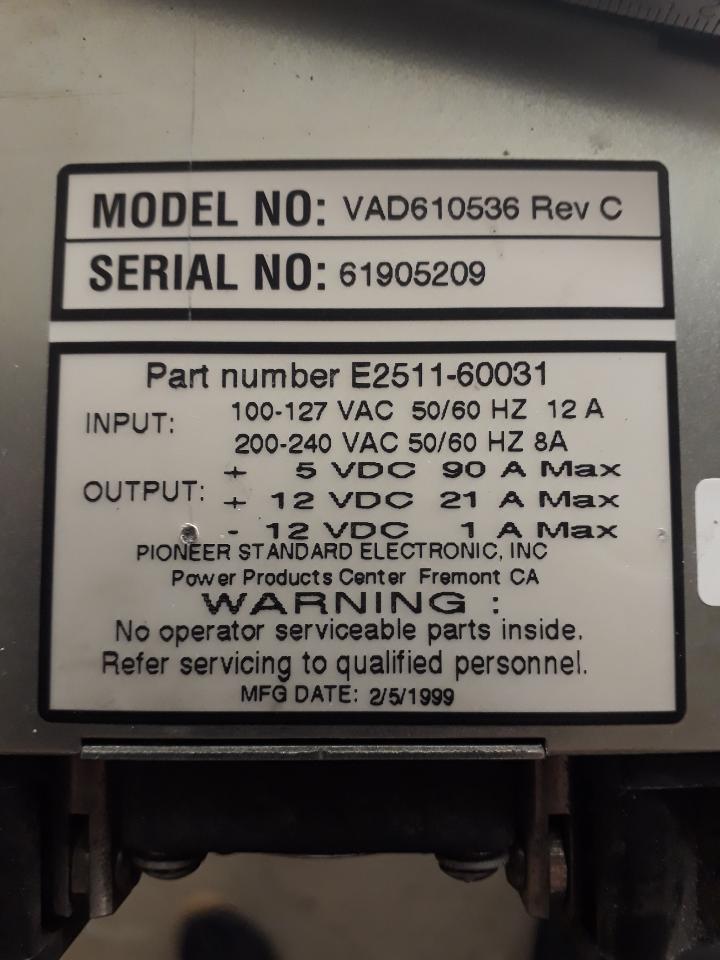 MODEL NO: VAD610536 Rev C
SERIAL NO: 61905209
Part number E2511-60031
INPUT: 100-127 VAC 50/60 HZ 12 A
200-240 VAC 50/60 HZ 8A
+ 5 VDC 90 A Max
OUTPUT: + 12 VDC 21 A Max
- 12 VDC 1 A Max
PIONEER STANDARD ELECTRONIC, INC
Power Products Center Fremont CA
WARNING :
No operator serviceable parts inside.
Refer servicing to qualified personnel.
MFG DATE: 2/5/1999